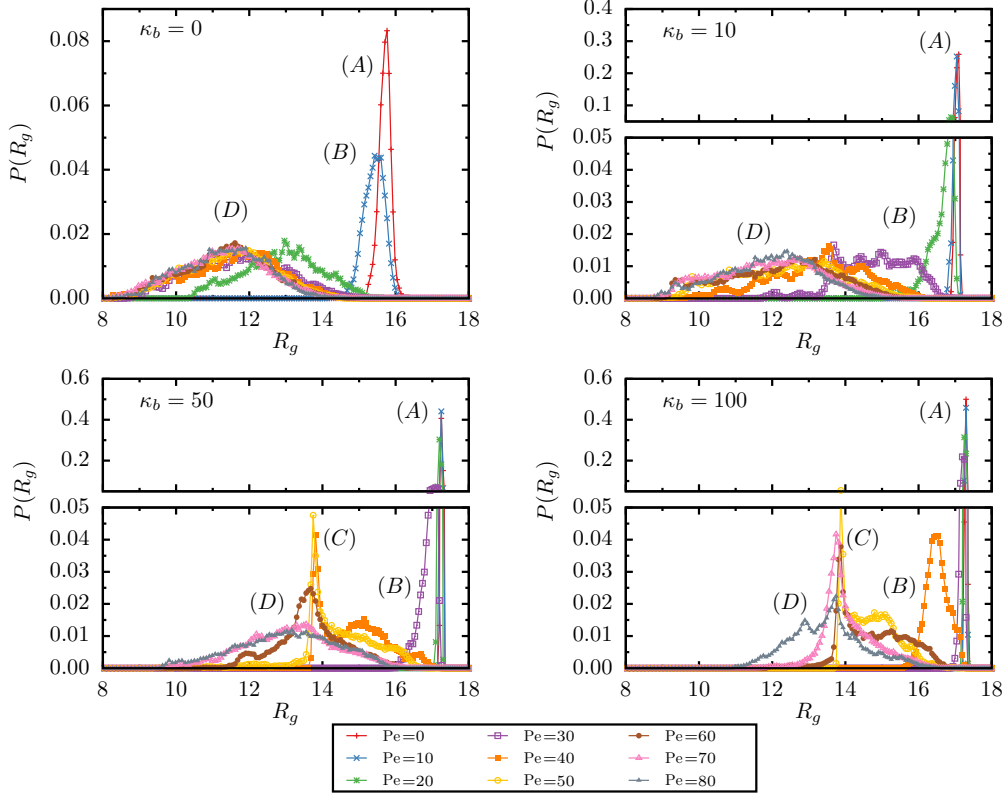 κ_b = 0
(A)
(B)
(D)
P(R_g)
0.08
0.06
0.04
0.02
0.00
8 10 12 14 16 18
R_g
κ_b = 10
(A)
0.4
0.3
0.2
0.1
P(R_g)
0.05
0.04
0.03
0.02
0.01
0.00
(B)
(D)
8 10 12 14 16 18
R_g
κ_b = 50
(A)
0.6
0.4
0.2
P(R_g)
0.05
0.04
0.03
0.02
0.01
0.00
(C)
(B)
(D)
8 10 12 14 16 18
R_g
κ_b = 100
(A)
0.6
0.4
0.2
P(R_g)
0.05
0.04
0.03
0.02
0.01
0.00
(C)
(B)
(D)
8 10 12 14 16 18
R_g
Pe=0 Pe=30 Pe=60
Pe=10 Pe=40 Pe=70
Pe=20 Pe=50 Pe=80